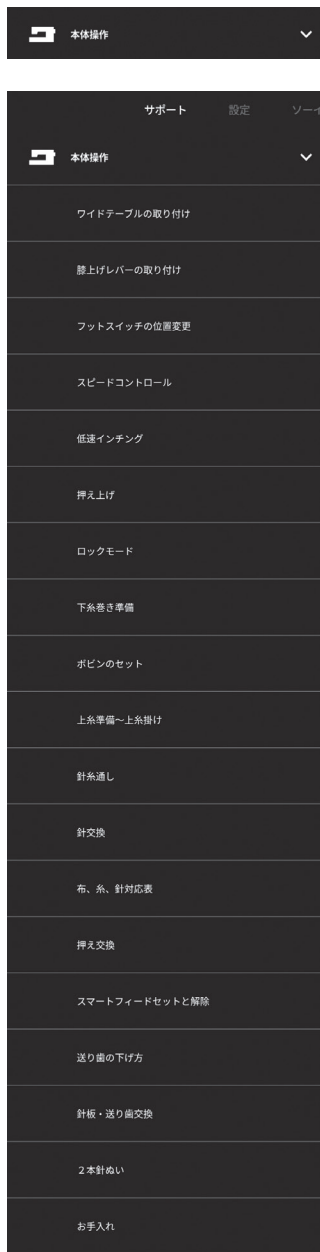 本体操作
サポート 設定 ソーイ
本体操作
ワイドテーブルの取り付け
膝上げレバーの取り付け
フットスイッチの位置変更
スピードコントロール
低速インチング
押え上げ
ロックモード
下糸巻き準備
ボビンのセット
上糸準備～上糸掛け
針糸通し
針交換
布、糸、針対応表
押え交換
スマートフィードセットと解除
送り歯の下げ方
針板・送り歯交換
２本針ぬい
お手入れ